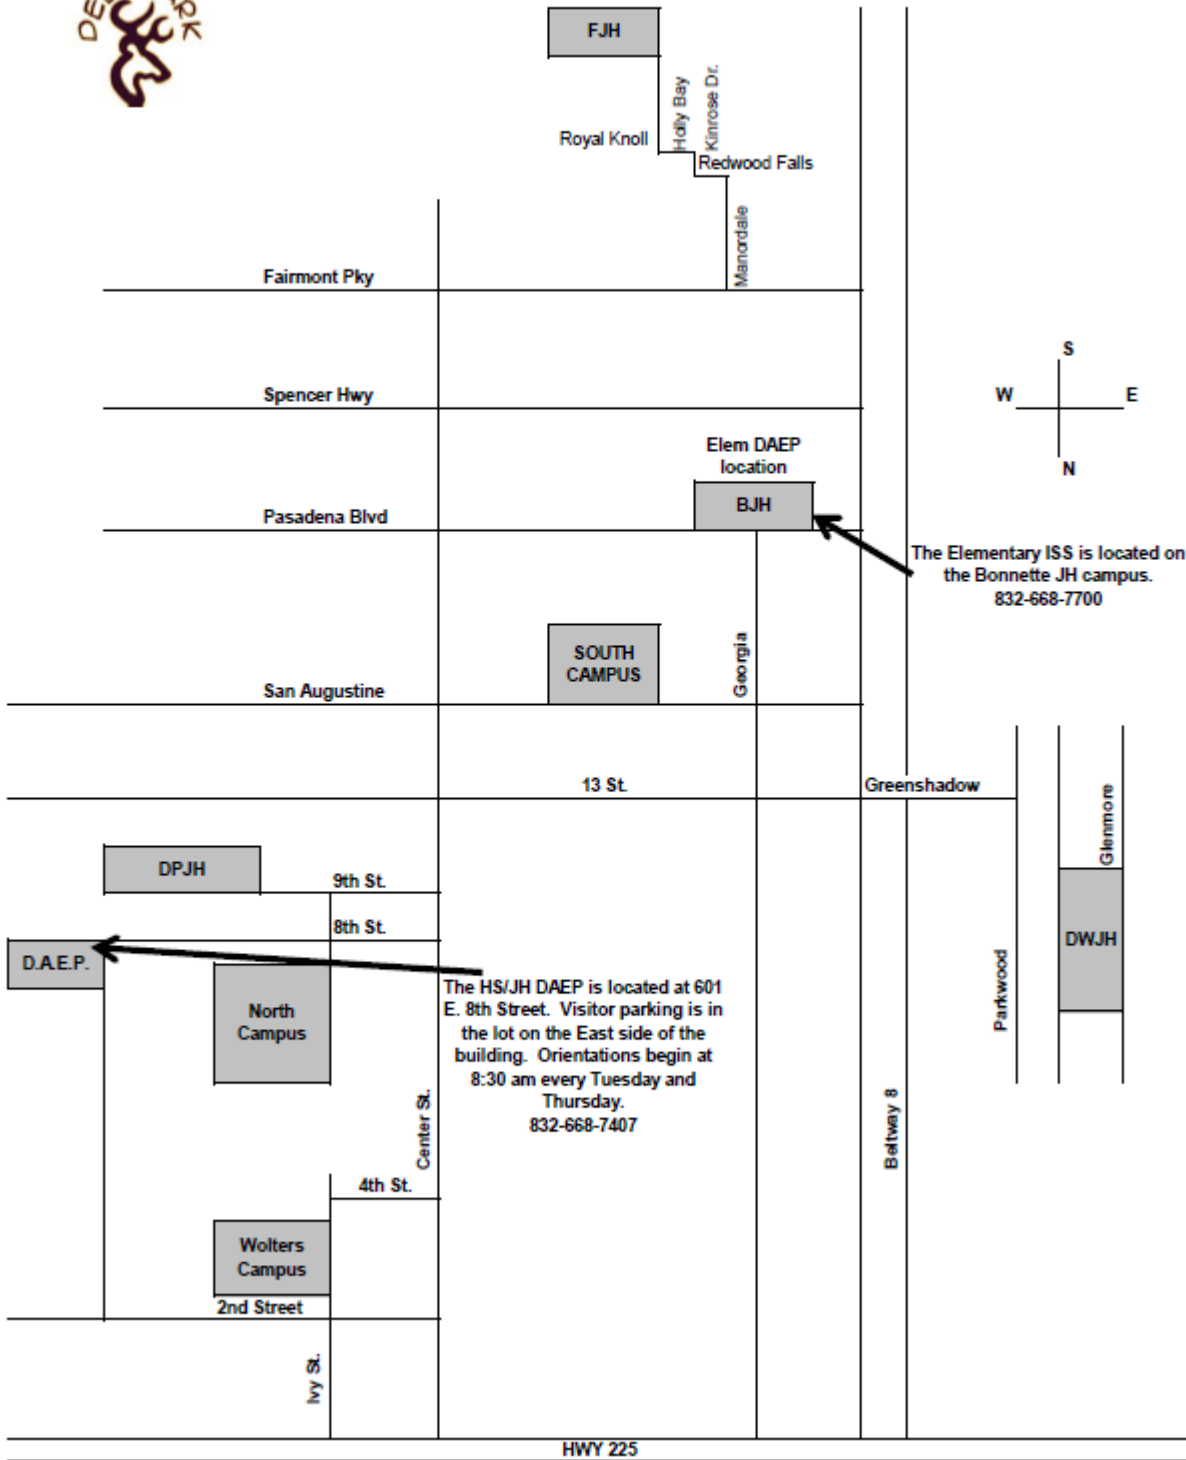 FJH
Holly Bay
Kinrose Dr.
Royal Knoll
Redwood Falls
Manordale
Fairmont Pky
S
Spencer Hwy
W
E
N
Elem DAEP
location
BJH
Pasadena Blvd
The Elementary ISS is located on
the Bonnette JH campus.
832-668-7700
SOUTH
CAMPUS
Georgia
San Augustine
13 St.
Greenshadow
Glenmore
DPJH
9th St.
8th St.
D.A.E.P.
DWJH
North
Campus
The HS/JH DAEP is located at 601
E. 8th Street. Visitor parking is in
the lot on the East side of the
building. Orientations begin at
8:30 am every Tuesday and
Thursday.
832-668-7407
Parkwood
Center St.
Beltway 8
4th St.
Wolters
Campus
2nd Street
Ivy St.
HWY 225